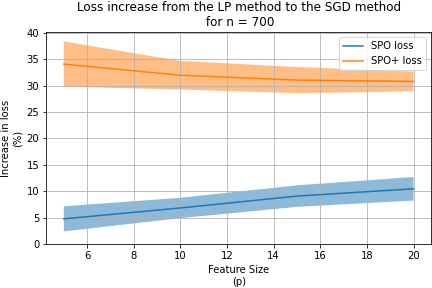 Loss increase from the LP method to the SGD method
for n = 700
SPO loss
SPO+ loss
Increase in loss
(%)
40
35
30
25
20
15
10
5
0
6
8
10
12
14
16
18
20
Feature Size
(p)